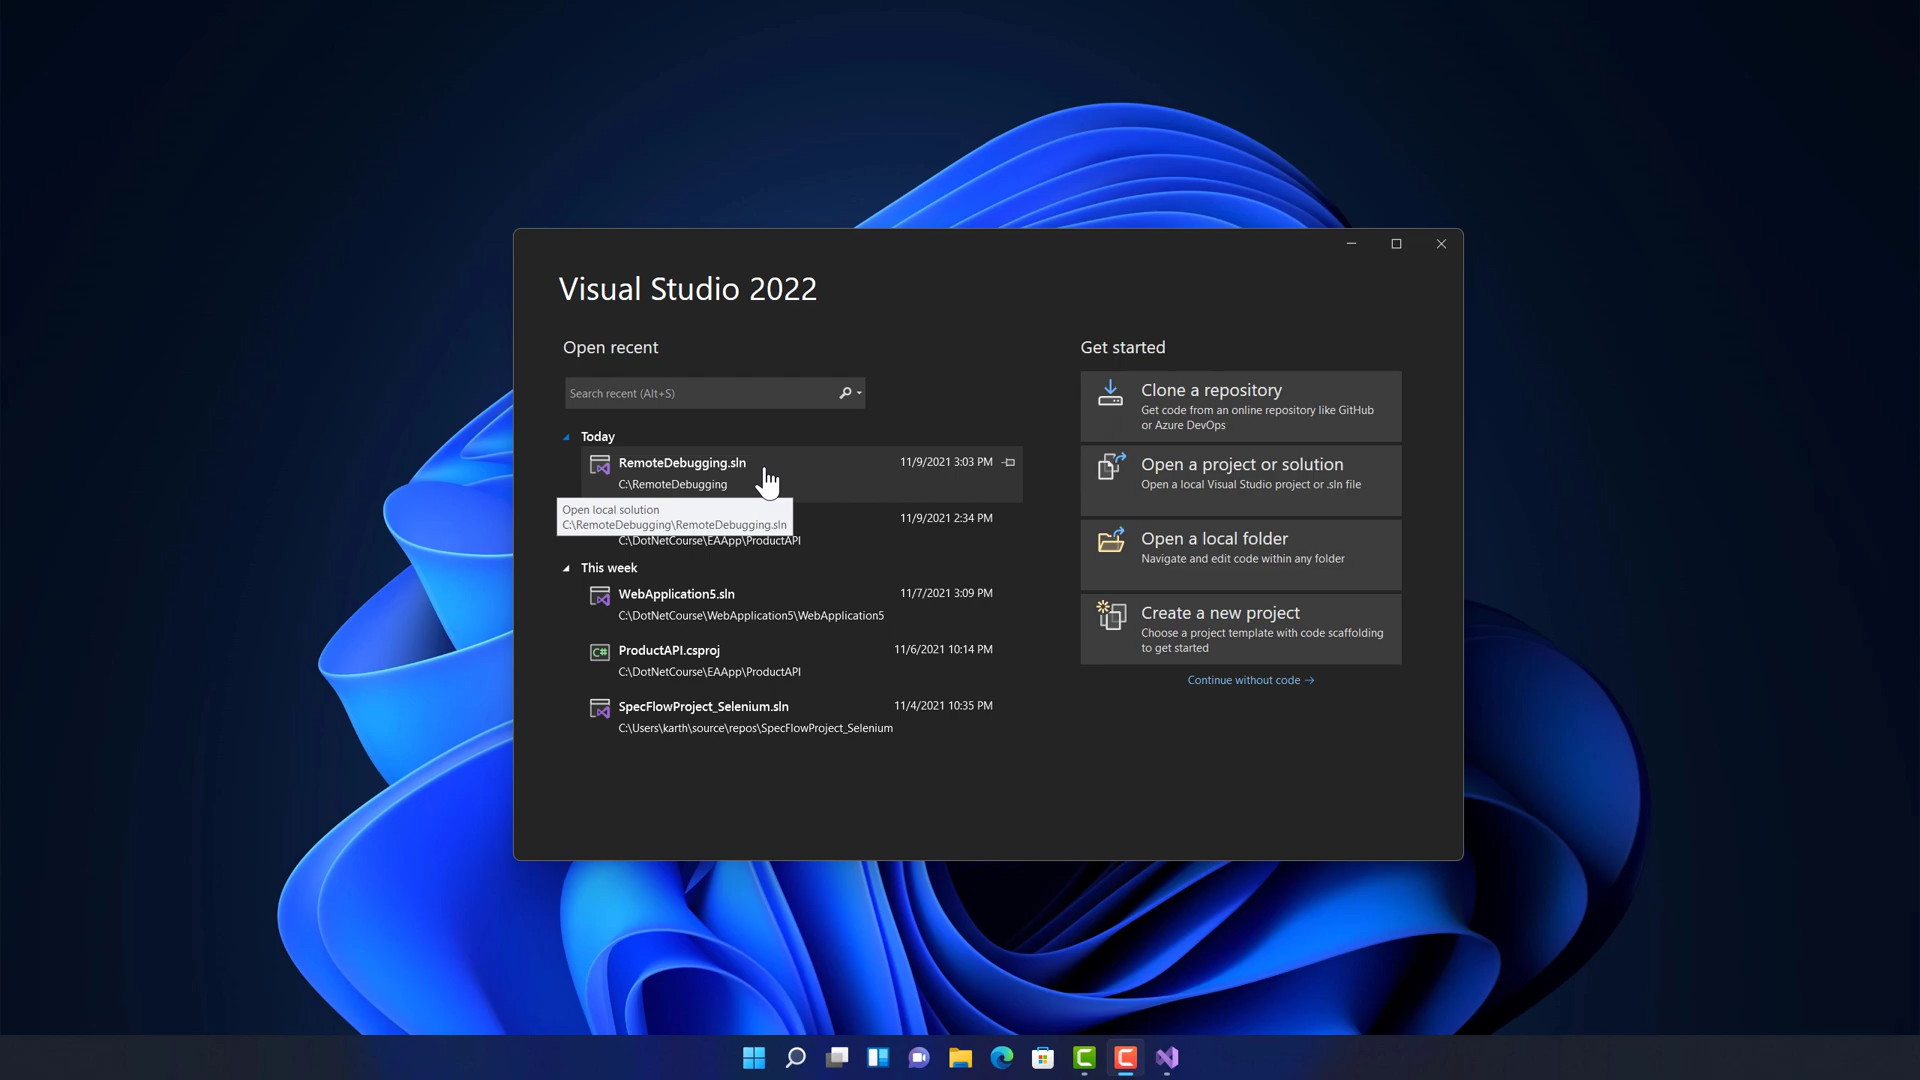 Visual Studio 2022
Open recent
Search recent (Alt+S)
Today
RemoteDebugging.sln
11/9/2021 3:03 PM
C:\RemoteDebugging
Open local solution
C:\RemoteDebugging\RemoteDebugging.sln
11/9/2021 2:34 PM
C:\DotNetCourse\EAApp\ProductAPI
This week
WebApplication5.sln
11/7/2021 3:09 PM
C:\DotNetCourse\WebApplication5\WebApplication5
C#
ProductAPI.csproj
11/6/2021 10:14 PM
C:\DotNetCourse\EAApp\ProductAPI
SpecFlowProject_Selenium.sln
11/4/2021 10:35 PM
C:\Users\karth\source\repos\SpecFlowProject_Selenium
Get started
Clone a repository
Get code from an online repository like GitHub
or Azure DevOps
Open a project or solution
Open a local Visual Studio project or .sln file
Open a local folder
Navigate and edit code within any folder
Create a new project
Choose a project template with code scaffolding
to get started
Continue without code →